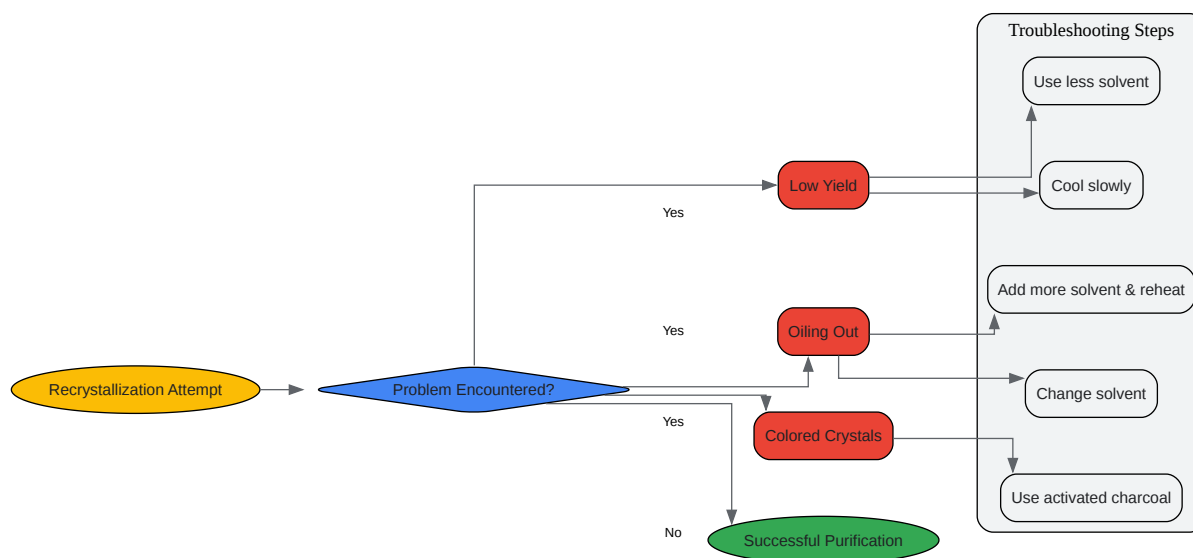 Troubleshooting Steps
Use less solvent
Low Yield
Cool slowly
Yes
Add more solvent & reheat
Yes
Oiling Out
Recrystallization Attempt
Problem Encountered?
Change solvent
Yes
Colored Crystals
Use activated charcoal
No
Successful Purification